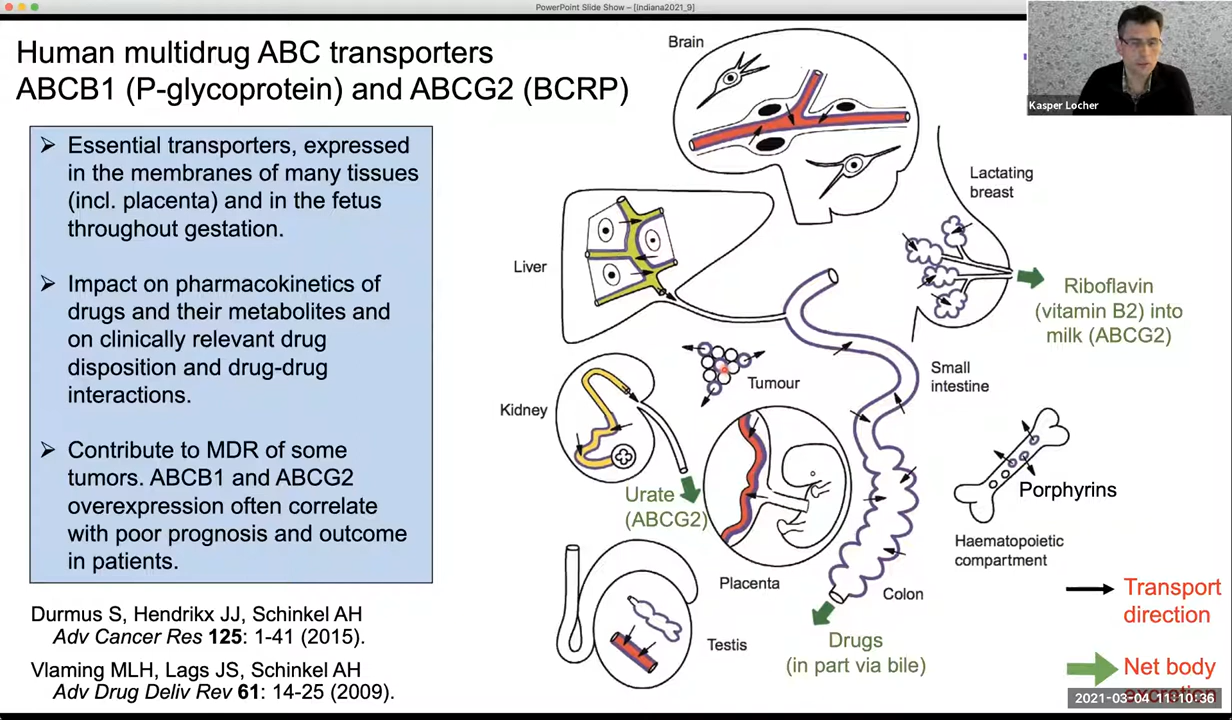 PowerPoint Slide Show – [Indiana2021_9]
Human multidrug ABC transporters
ABCB1 (P-glycoprotein) and ABCG2 (BCRP)
➢ Essential transporters, expressed
in the membranes of many tissues
(incl. placenta) and in the fetus
throughout gestation.
➢ Impact on pharmacokinetics of
drugs and their metabolites and
on clinically relevant drug
disposition and drug-drug
interactions.
➢ Contribute to MDR of some
tumors. ABCB1 and ABCG2
overexpression often correlate
with poor prognosis and outcome
in patients.
Durmus S, Hendrikx JJ, Schinkel AH
Adv Cancer Res 125: 1-41 (2015).
Vlaming MLH, Lags JS, Schinkel AH
Adv Drug Deliv Rev 61: 14-25 (2009).
Brain
Kasper Locher
Lactating
breast
Liver
Riboflavin
(vitamin B2) into
milk (ABCG2)
Small
intestine
Tumour
Kidney
Urate
(ABCG2)
Porphyrins
Haematopoietic
compartment
Placenta
Colon
Testis
Drugs
(in part via bile)
Transport
direction
Net body
excretion
2021-03-04 11:10:36